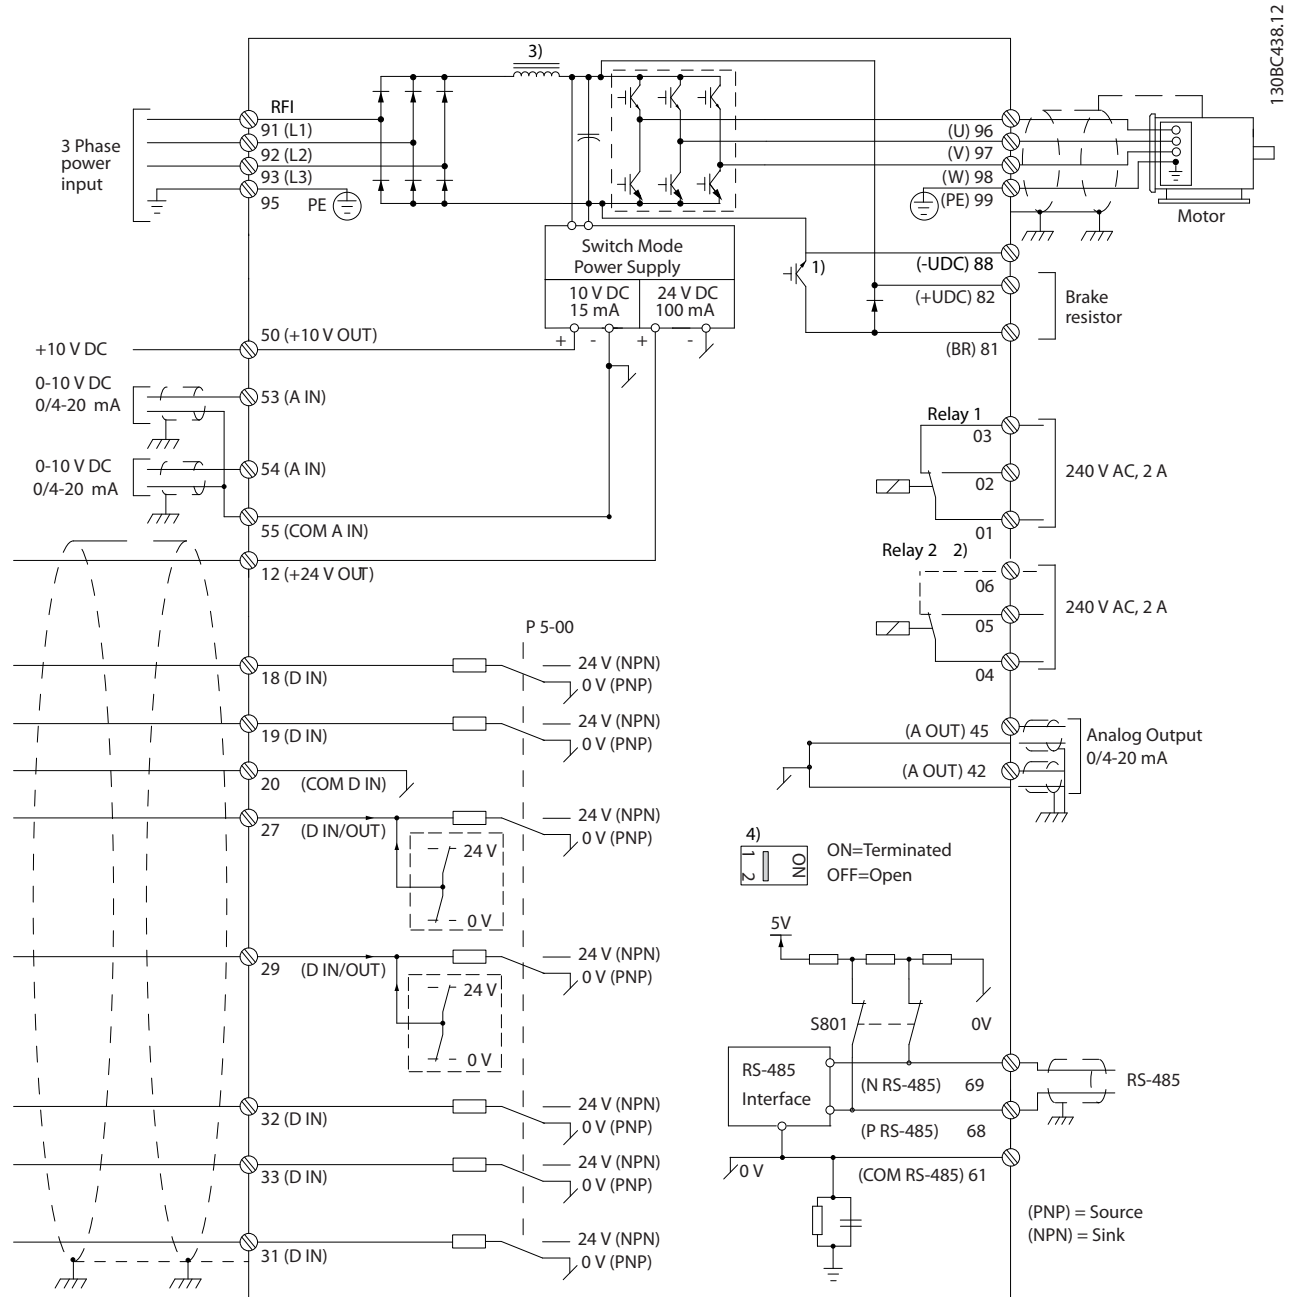 130BC438.12
3)
RFI
91 (L1)
92 (L2)
93 (L3)
95
PE
3 Phase
power
input
(U) 96
(V) 97
(W) 98
(PE) 99
Motor
Switch Mode
Power Supply
10 V DC
15 mA
24 V DC
100 mA
+ - + -
1)
(-UDC) 88
(+UDC) 82
(BR) 81
Brake
resistor
+10 V DC
50 (+10 V OUT)
0-10 V DC
0/4-20 mA
53 (A IN)
0-10 V DC
0/4-20 mA
54 (A IN)
55 (COM A IN)
12 (+24 V OUT)
Relay 1
03
02
01
240 V AC, 2 A
Relay 2 2)
06
05
04
240 V AC, 2 A
P 5-00
18 (D IN)
24 V (NPN)
0 V (PNP)
19 (D IN)
24 V (NPN)
0 V (PNP)
20 (COM D IN)
27 (D IN/OUT)
24 V (NPN)
0 V (PNP)
24 V
0 V
29 (D IN/OUT)
24 V (NPN)
0 V (PNP)
24 V
0 V
32 (D IN)
24 V (NPN)
0 V (PNP)
33 (D IN)
24 V (NPN)
0 V (PNP)
31 (D IN)
24 V (NPN)
0 V (PNP)
(A OUT) 45
(A OUT) 42
Analog Output
0/4-20 mA
4)
1 2 ON
ON=Terminated
OFF=Open
5V
S801
0V
RS-485
Interface
(N RS-485) 69
(P RS-485) 68
RS-485
0 V
(COM RS-485) 61
(PNP) = Source
(NPN) = Sink